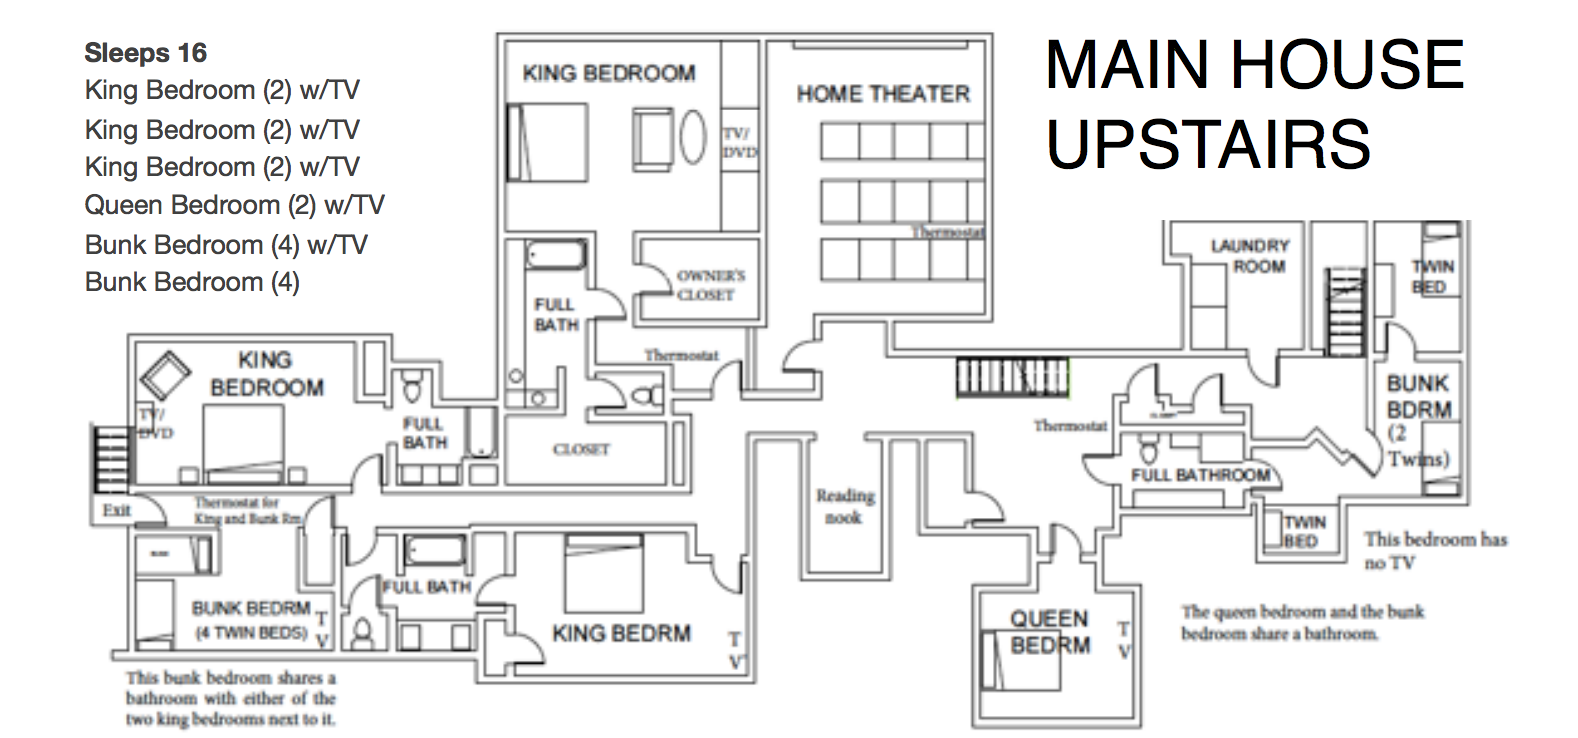 Sleeps 16
King Bedroom (2) w/TV
King Bedroom (2) w/TV
King Bedroom (2) w/TV
Queen Bedroom (2) w/TV
Bunk Bedroom (4) w/TV
Bunk Bedroom (4)
MAIN HOUSE
UPSTAIRS
KING BEDROOM
TV/
DVD
HOME THEATER
Thermostat
OWNER'S
CLOSET
FULL
BATH
Thermostat
CLOSET
KING
BEDROOM
TV/
DVD
FULL
BATH
Exit
Thermostat for
King and Bunk Rm
BUNK BEDRM
(4 TWIN BEDS)
T
V
FULL BATH
KING BEDRM
T
V
This bunk bedroom shares a
bathroom with either of the
two king bedrooms next to it.
Reading
nook
LAUNDRY
ROOM
TWIN
BED
BUNK
BDRM
(2
Twins)
Thermostat
FULL BATHROOM
TWIN
BED
This bedroom has
no TV
QUEEN
BEDRM
T
V
The queen bedroom and the bunk
bedroom share a bathroom.